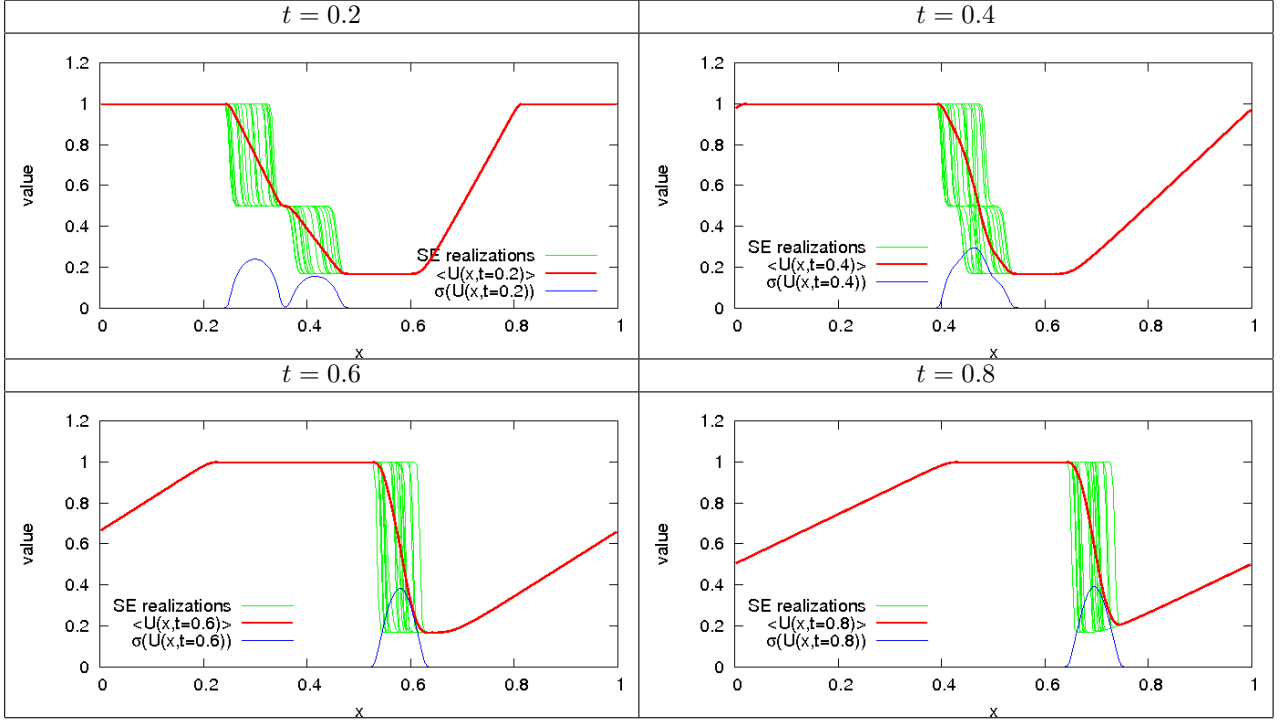 t = 0.2
t = 0.4
1.2
1
0.8
0.6
0.4
0.2
0
value
0 0.2 0.4 0.6 0.8 1
x
SE realizations
<U(x,t=0.2)>
σ(U(x,t=0.2))
1.2
1
0.8
0.6
0.4
0.2
0
value
0 0.2 0.4 0.6 0.8 1
x
SE realizations
<U(x,t=0.4)>
σ(U(x,t=0.4))
t = 0.6
t = 0.8
1.2
1
0.8
0.6
0.4
0.2
0
value
0 0.2 0.4 0.6 0.8 1
x
SE realizations
<U(x,t=0.6)>
σ(U(x,t=0.6))
1.2
1
0.8
0.6
0.4
0.2
0
value
0 0.2 0.4 0.6 0.8 1
x
SE realizations
<U(x,t=0.8)>
σ(U(x,t=0.8))